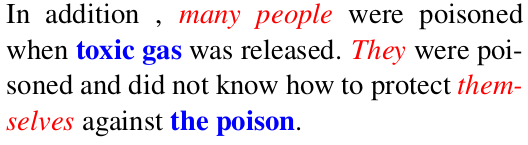 In addition , many people were poisoned
when toxic gas was released. They were poi-
soned and did not know how to protect them-
selves against the poison.